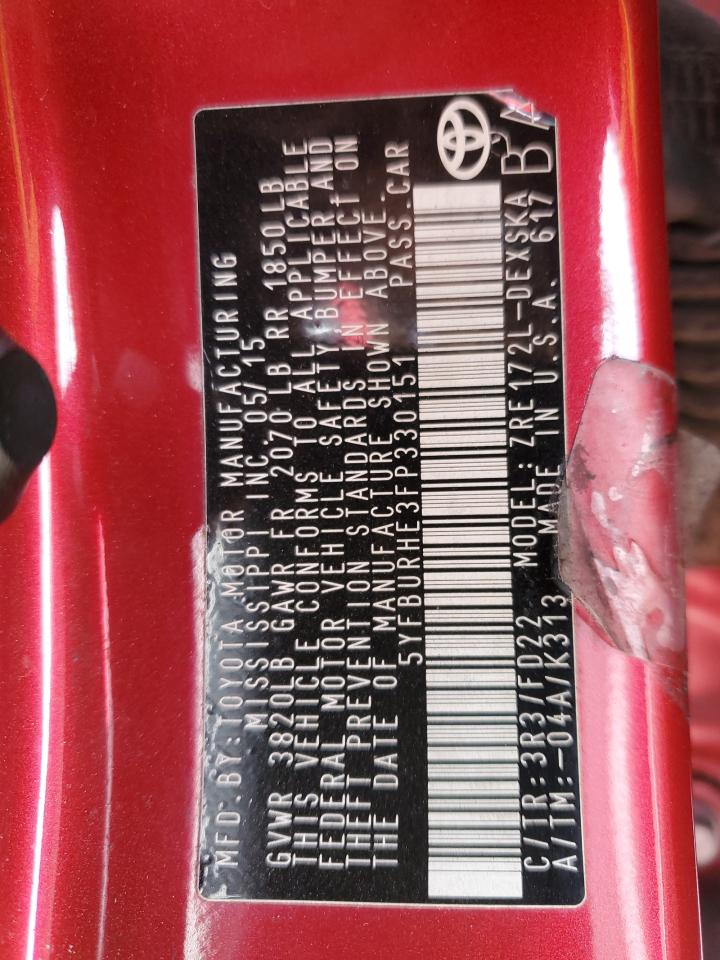 MFD. BY: TOYOTA MOTOR MANUFACTURING
MISSISSIPPI INC. 05/15
GVWR 3820LB GAWR FR 2070 LB RR 1850LB
THIS VEHICLE CONFORMS TO ALL APPLICABLE
FEDERAL MOTOR VEHICLE SAFETY, BUMPER, AND
THEFT PREVENTION STANDARDS IN EFFECT ON
THE DATE OF MANUFACTURE SHOWN ABOVE.
5YFBURHE3FP330151 PASS. CAR
C/TR: 3R3/FD22 MODEL: ZRE172L-DEXSKA
A/TM: -04A/K313 MADE IN U.S.A. 617